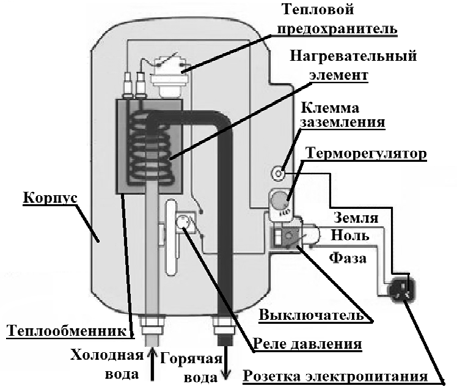 Тепловой
предохранитель
Нагревательный
элемент
Клемма
заземления
Терморегулятор
Корпус
Земля
Ноль
Фаза
Выключатель
Теплообменник
Реле давления
Холодная
вода
Горячая
вода
Розетка электропитания